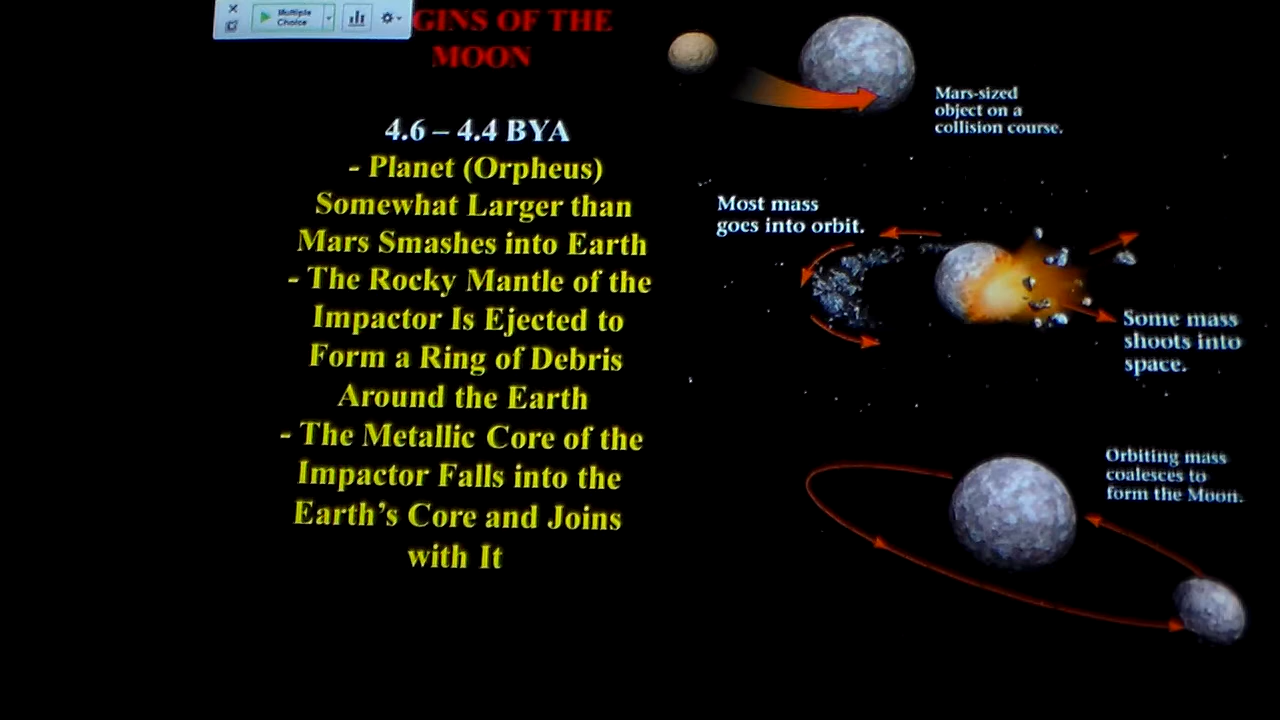 Multiple
Choice
GINS OF THE
MOON
4.6 – 4.4 BYA
- Planet (Orpheus)
Somewhat Larger than
Mars Smashes into Earth
- The Rocky Mantle of the
Impactor Is Ejected to
Form a Ring of Debris
Around the Earth
- The Metallic Core of the
Impactor Falls into the
Earth’s Core and Joins
with It
Mars-sized
object on a
collision course.
Most mass
goes into orbit.
Some mass
shoots into
space.
Orbiting mass
coalesces to
form the Moon.